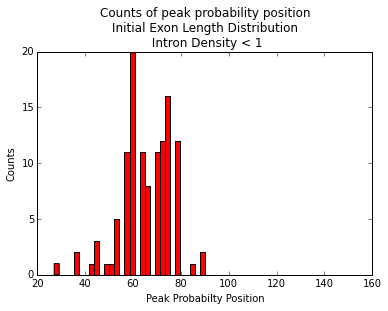 Counts of peak probability position
Initial Exon Length Distribution
Intron Density < 1
20
15
10
5
0
Counts
20 40 60 80 100 120 140 160
Peak Probabilty Position